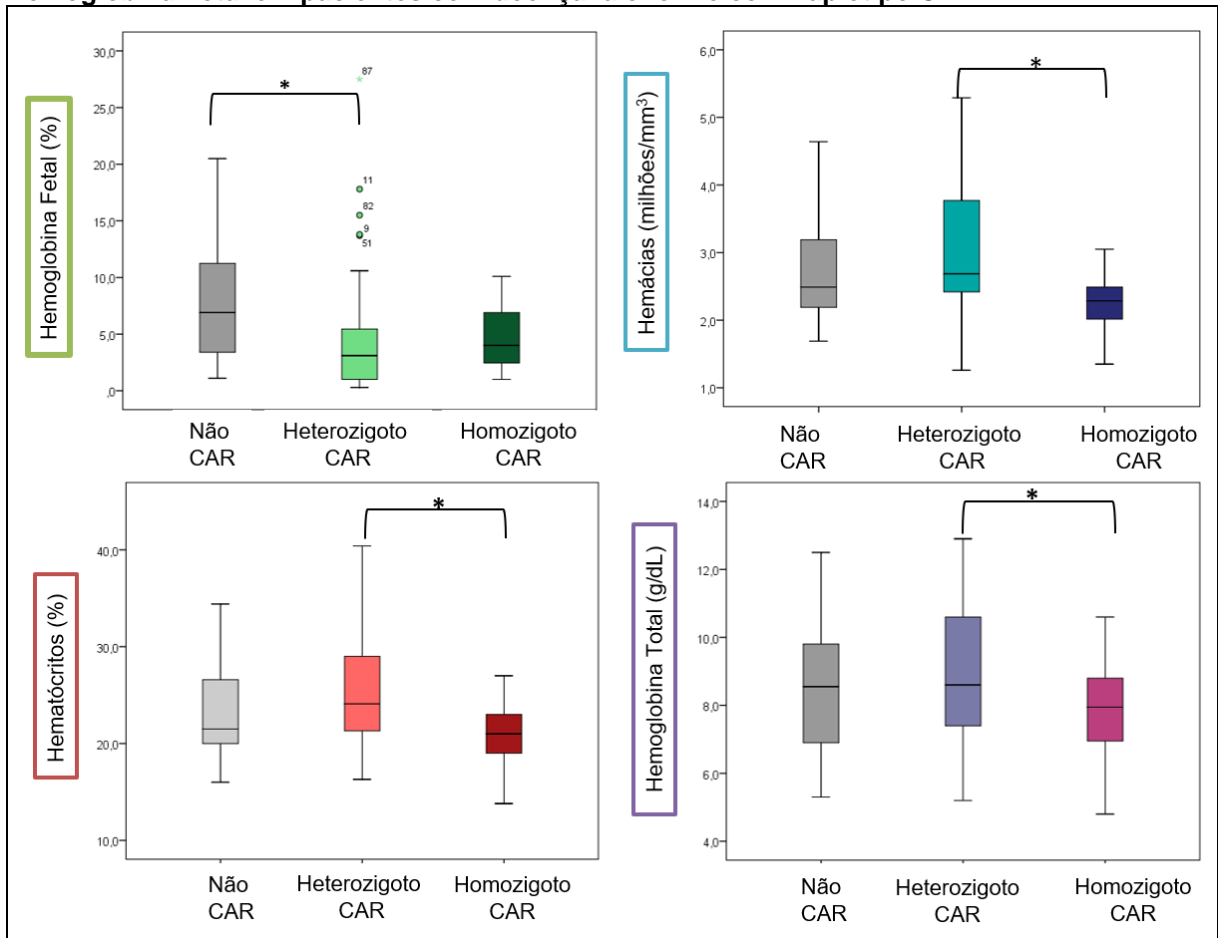 Hemoglobina Fetal (%)
30,0
25,0
20,0
15,0
10,0
5,0
,0
*
87
11
82
9
51
Não
CAR
Heterozigoto
CAR
Homozigoto
CAR
Hemácias (milhões/mm³)
6,0
5,0
4,0
3,0
2,0
1,0
*
Não
CAR
Heterozigoto
CAR
Homozigoto
CAR
Hematócritos (%)
40,0
30,0
20,0
10,0
*
Não
CAR
Heterozigoto
CAR
Homozigoto
CAR
Hemoglobina Total (g/dL)
14,0
12,0
10,0
8,0
6,0
4,0
*
Não
CAR
Heterozigoto
CAR
Homozigoto
CAR